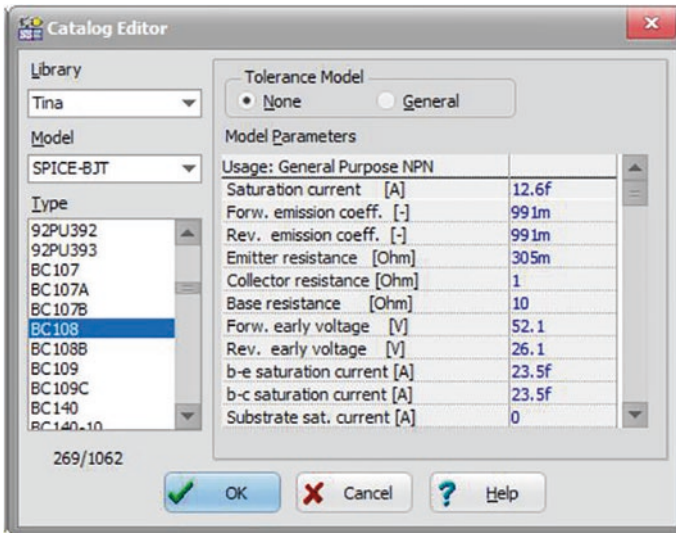 Catalog Editor
Library
Tina
Model
SPICE-BJT
Type
92PU392
92PU393
BC107
BC107A
BC107B
BC108
BC108B
BC109
BC109C
BC140
BC140-10
269/1062
Tolerance Model
None General
Model Parameters
Usage: General Purpose NPN
Saturation current [A] 12.6f
Forw. emission coeff. [-] 991m
Rev. emission coeff. [-] 991m
Emitter resistance [Ohm] 305m
Collector resistance [Ohm] 1
Base resistance [Ohm] 10
Forw. early voltage [V] 52.1
Rev. early voltage [V] 26.1
b-e saturation current [A] 23.5f
b-c saturation current [A] 23.5f
Substrate sat. current [A] 0
OK Cancel Help